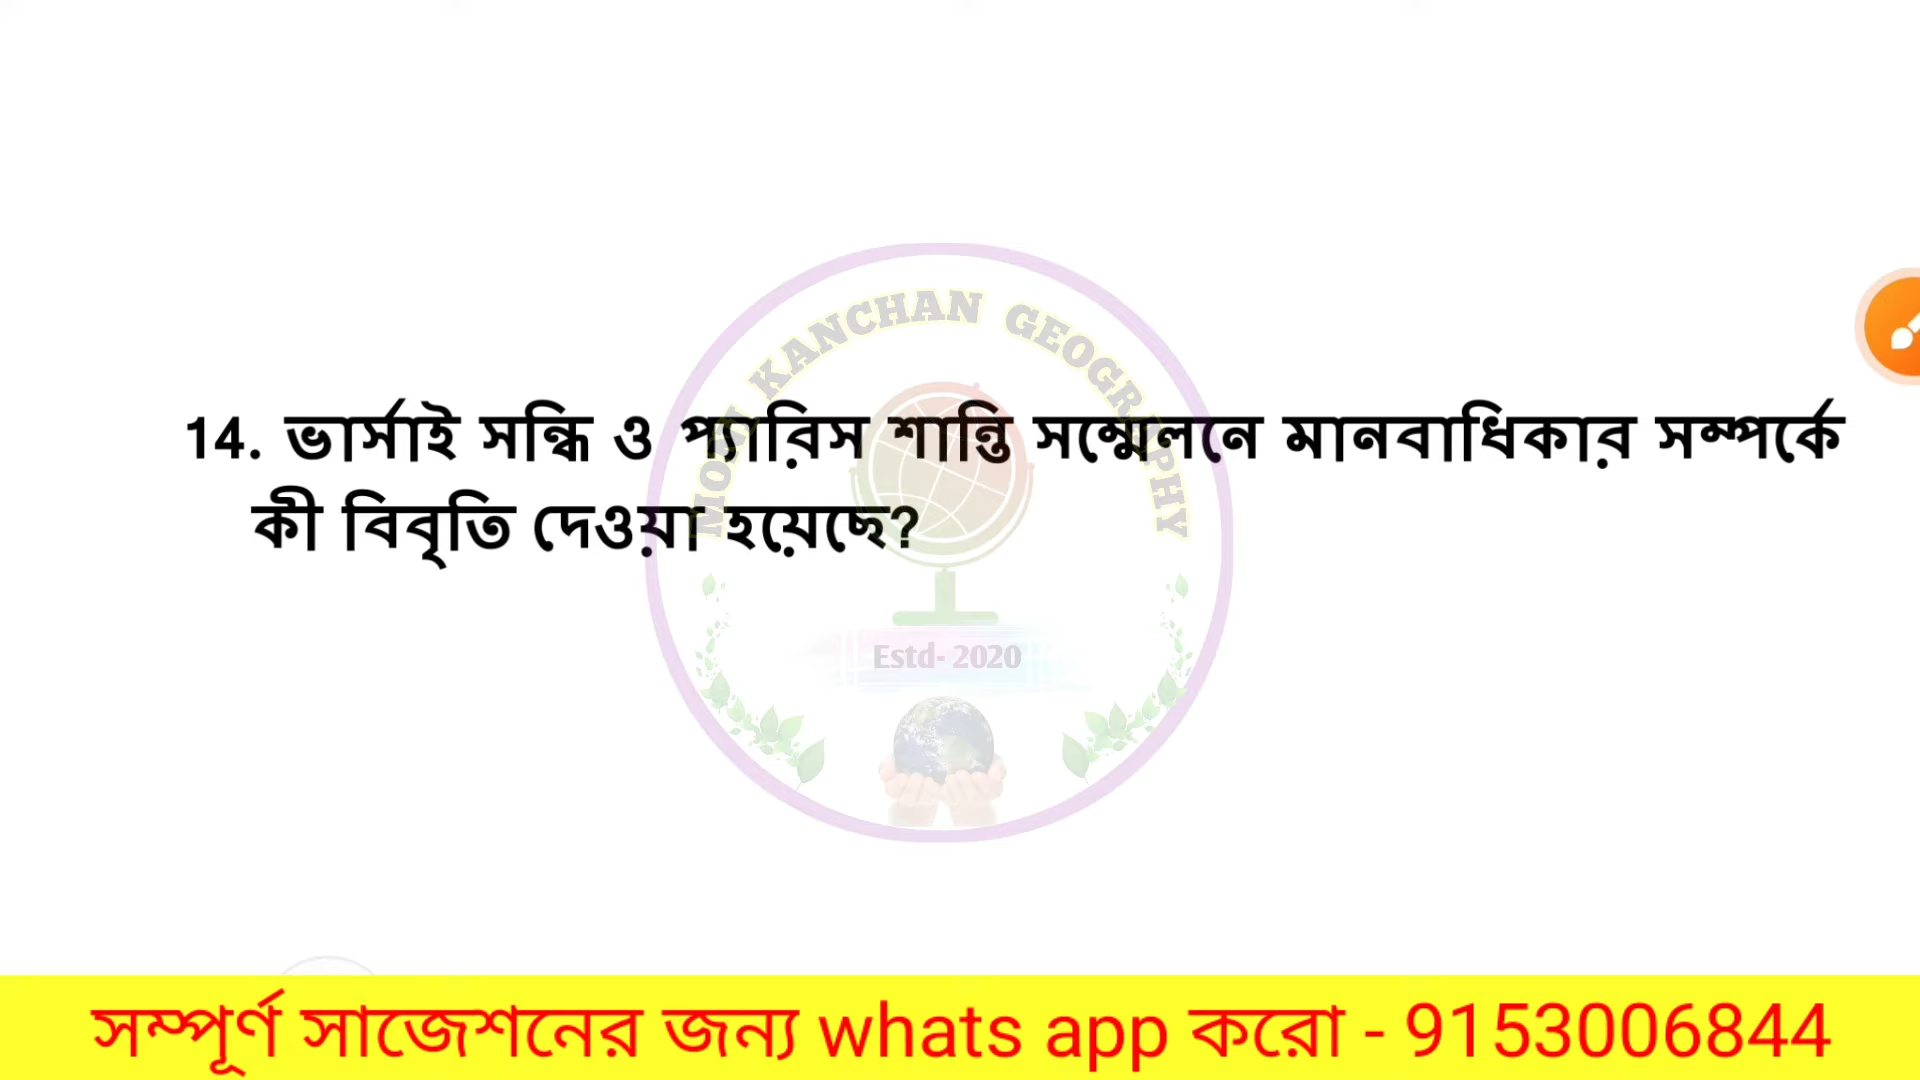 MON KANCHAN GEOGRAPHY
14. ভার্সাই সন্ধি ও প্যারিস শান্তি সম্মেলনে মানবাধিকার সম্পর্কে
কী বিবৃতি দেওয়া হয়েছে?
Estd- 2020
সম্পূর্ণ সাজেশনের জন্য whats app করো - 9153006844